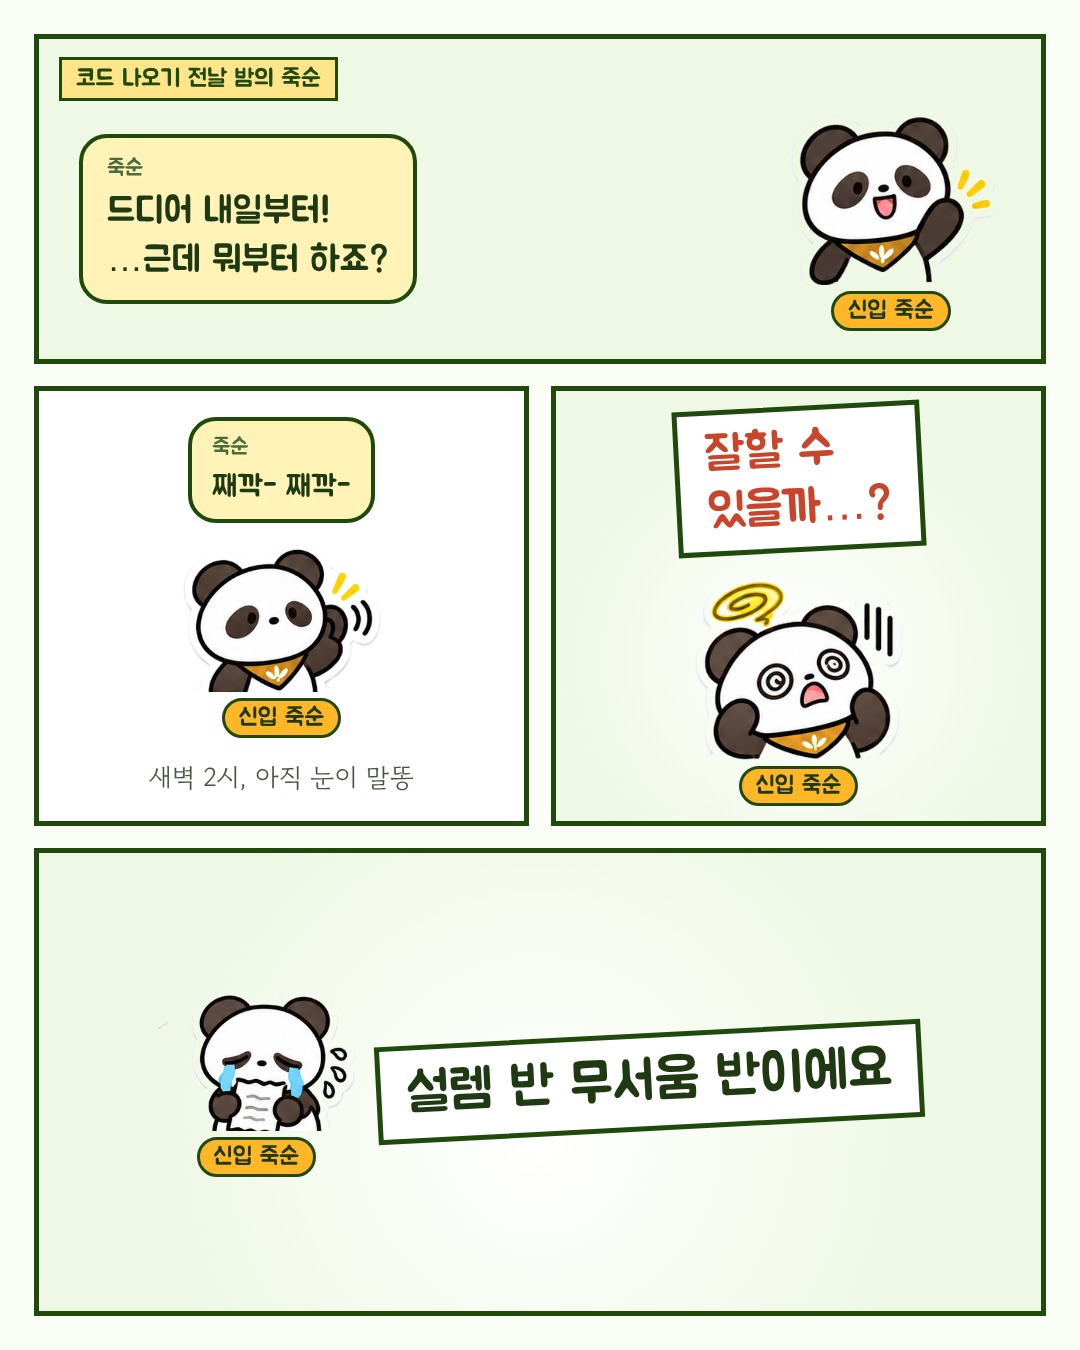 코드 나오기 전날 밤의 죽순
죽순
드디어 내일부터!
…근데 뭐부터 하죠?
신입 죽순
죽순
째깍- 째깍-
신입 죽순
새벽 2시, 아직 눈이 말똥
잘할 수
있을까…?
신입 죽순
설렘 반 무서움 반이에요
신입 죽순